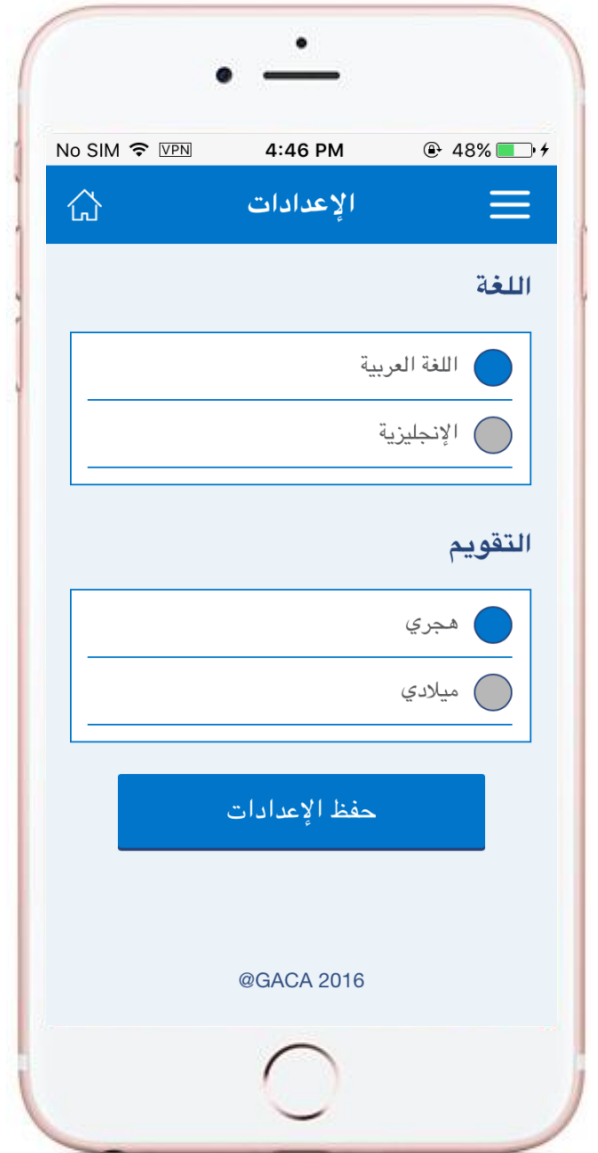 No SIM VPN 4:46 PM 48%
الإعدادات
اللغة
اللغة العربية
الإنجليزية
التقويم
هجري
ميلادي
حفظ الإعدادات
@GACA 2016